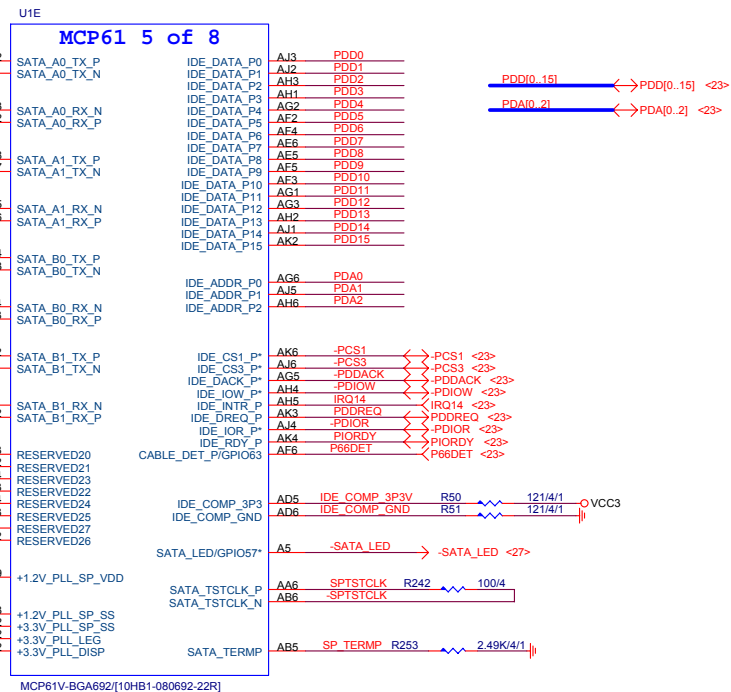 U1E
MCP61 5 of 8
SATA_A0_TX_P IDE_DATA_P0 AJ3 PDD0
SATA_A0_TX_N IDE_DATA_P1 AJ2 PDD1
IDE_DATA_P2 AH3 PDD2 PDD[0..15] PDD[0..15] <23>
IDE_DATA_P3 AH1 PDD3
SATA_A0_RX_N IDE_DATA_P4 AG2 PDD4 PDA[0..2] PDA[0..2] <23>
SATA_A0_RX_P IDE_DATA_P5 AF2 PDD5
IDE_DATA_P6 AF4 PDD6
IDE_DATA_P7 AE6 PDD7
SATA_A1_TX_P IDE_DATA_P8 AE5 PDD8
SATA_A1_TX_N IDE_DATA_P9 AF5 PDD9
IDE_DATA_P10 AF3 PDD10
IDE_DATA_P11 AG1 PDD11
SATA_A1_RX_N IDE_DATA_P12 AG3 PDD12
SATA_A1_RX_P IDE_DATA_P13 AH2 PDD13
IDE_DATA_P14 AJ1 PDD14
IDE_DATA_P15 AK2 PDD15
SATA_B0_TX_P
SATA_B0_TX_N
IDE_ADDR_P0 AG6 PDA0
IDE_ADDR_P1 AJ5 PDA1
SATA_B0_RX_N IDE_ADDR_P2 AH6 PDA2
SATA_B0_RX_P
SATA_B1_TX_P IDE_CS1_P* AK6 -PCS1 -PCS1 <23>
SATA_B1_TX_N IDE_CS3_P* AJ6 -PCS3 -PCS3 <23>
IDE_DACK_P* AG5 -PDDACK -PDDACK <23>
IDE_IOW_P* AH4 -PDIOW -PDIOW <23>
SATA_B1_RX_N IDE_INTR_P AH5 IRQ14 IRQ14 <23>
SATA_B1_RX_P IDE_DREQ_P AK3 PDDREQ PDDREQ <23>
IDE_IOR_P* AJ4 -PDIOR -PDIOR <23>
IDE_RDY_P AK4 PIORDY PIORDY <23>
RESERVED20 CABLE_DET_P/GPIO63 AF6 P66DET P66DET <23>
RESERVED21
RESERVED23
RESERVED22
RESERVED24 IDE_COMP_3P3 AD5 IDE_COMP_3P3V R50 121/4/1 VCC3
RESERVED25 IDE_COMP_GND AD6 IDE_COMP_GND R51 121/4/1
RESERVED27
RESERVED26
SATA_LED/GPIO57* A5 -SATA_LED -SATA_LED <27>
+1.2V_PLL_SP_VDD
SATA_TSTCLK_P AA6 SPTSTCLK R242 100/4
SATA_TSTCLK_N AB6 -SPTSTCLK
+1.2V_PLL_SP_SS
+3.3V_PLL_SP_SS
+3.3V_PLL_LEG
+3.3V_PLL_DISP SATA_TERMP AB5 SP_TERMP R253 2.49K/4/1
MCP61V-BGA692/[10HB1-080692-22R]